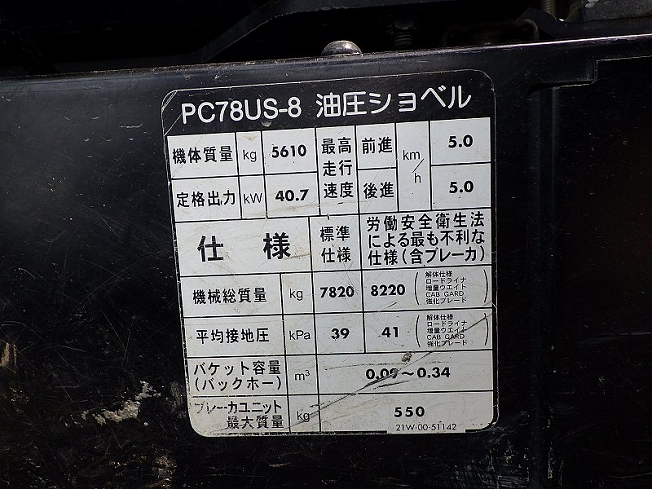 PC78US-8 油圧ショベル
機体質量 kg 5610 最高走行速度 前進 km/h 5.0
定格出力 kW 40.7 後進 5.0
仕様 標準仕様 労働安全衛生法
による最も不利な
仕様(含ブレーカ)
機械総質量 kg 7820 8220
解体仕様
ロードライナ
増量ウエイト
CAB GARD
強化ブレード
平均接地圧 kPa 39 41
解体仕様
ロードライナ
増量ウエイト
CAB GARD
強化ブレード
バケット容量
(バックホー) m³ 0.09～0.34
ブレーカユニット
最大質量 kg 550
21W-00-51142